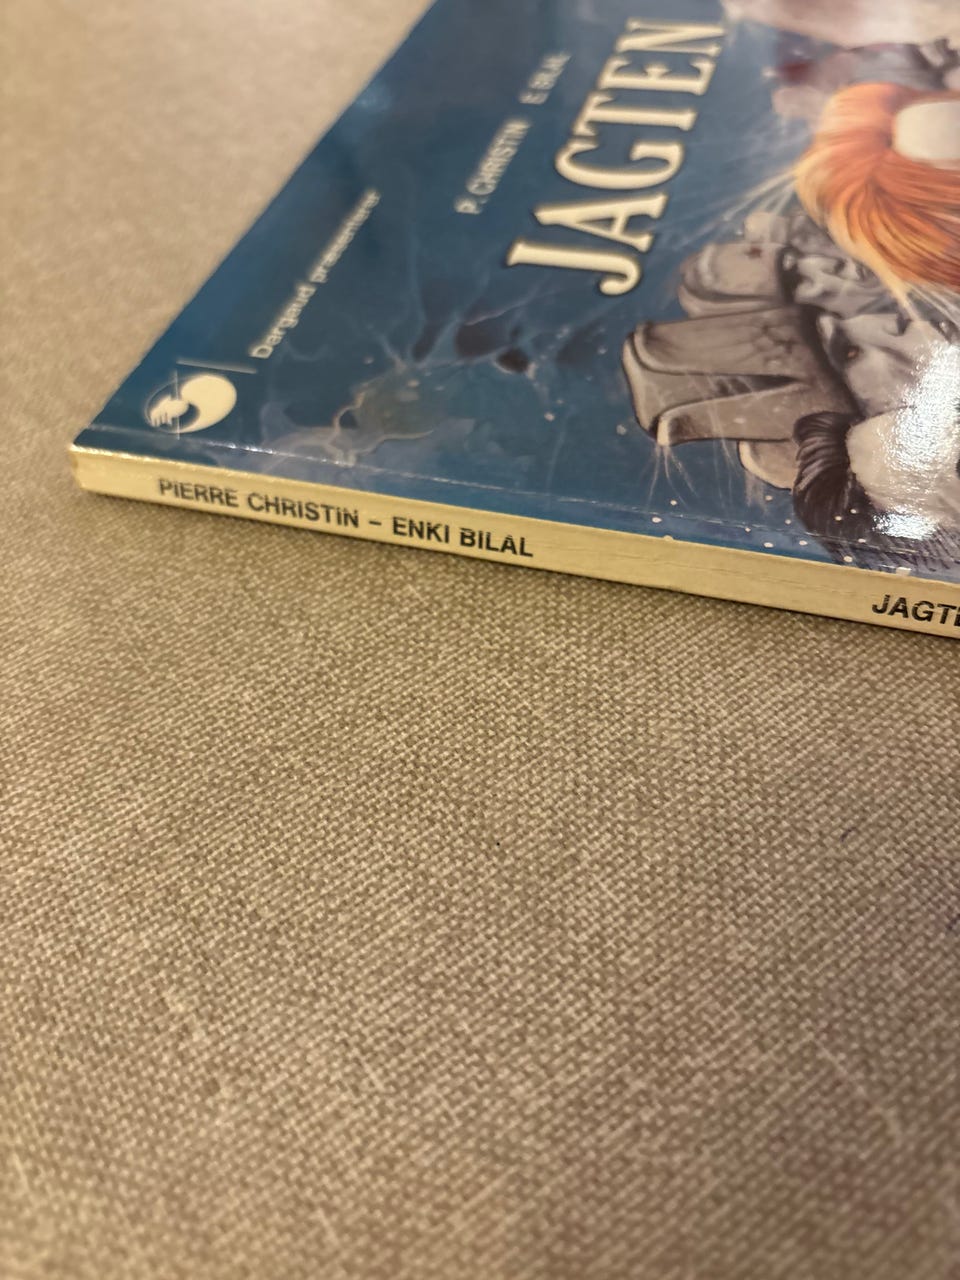 Dargaud præsenterer
P. CHRISTIN E. BILAL
JAGTEN
PIERRE CHRISTIN – ENKI BILAL
JAGTE